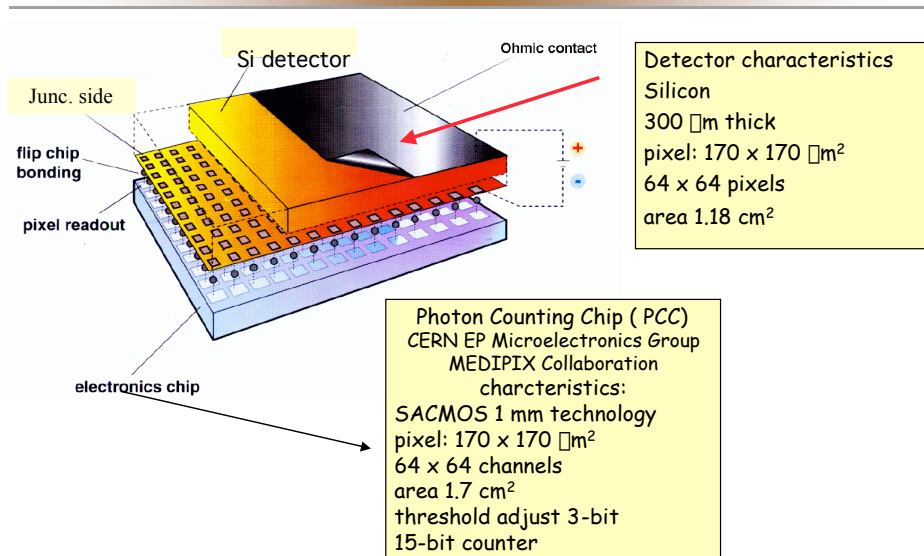 Si detector
Ohmic contact
Junc. side
flip chip
bonding
pixel readout
electronics chip
+
-
Detector characteristics
Silicon
300 □m thick
pixel: 170 x 170 □m²
64 x 64 pixels
area 1.18 cm²
Photon Counting Chip ( PCC)
CERN EP Microelectronics Group
MEDIPIX Collaboration
charcteristics:
SACMOS 1 mm technology
pixel: 170 x 170 □m²
64 x 64 channels
area 1.7 cm²
threshold adjust 3-bit
15-bit counter